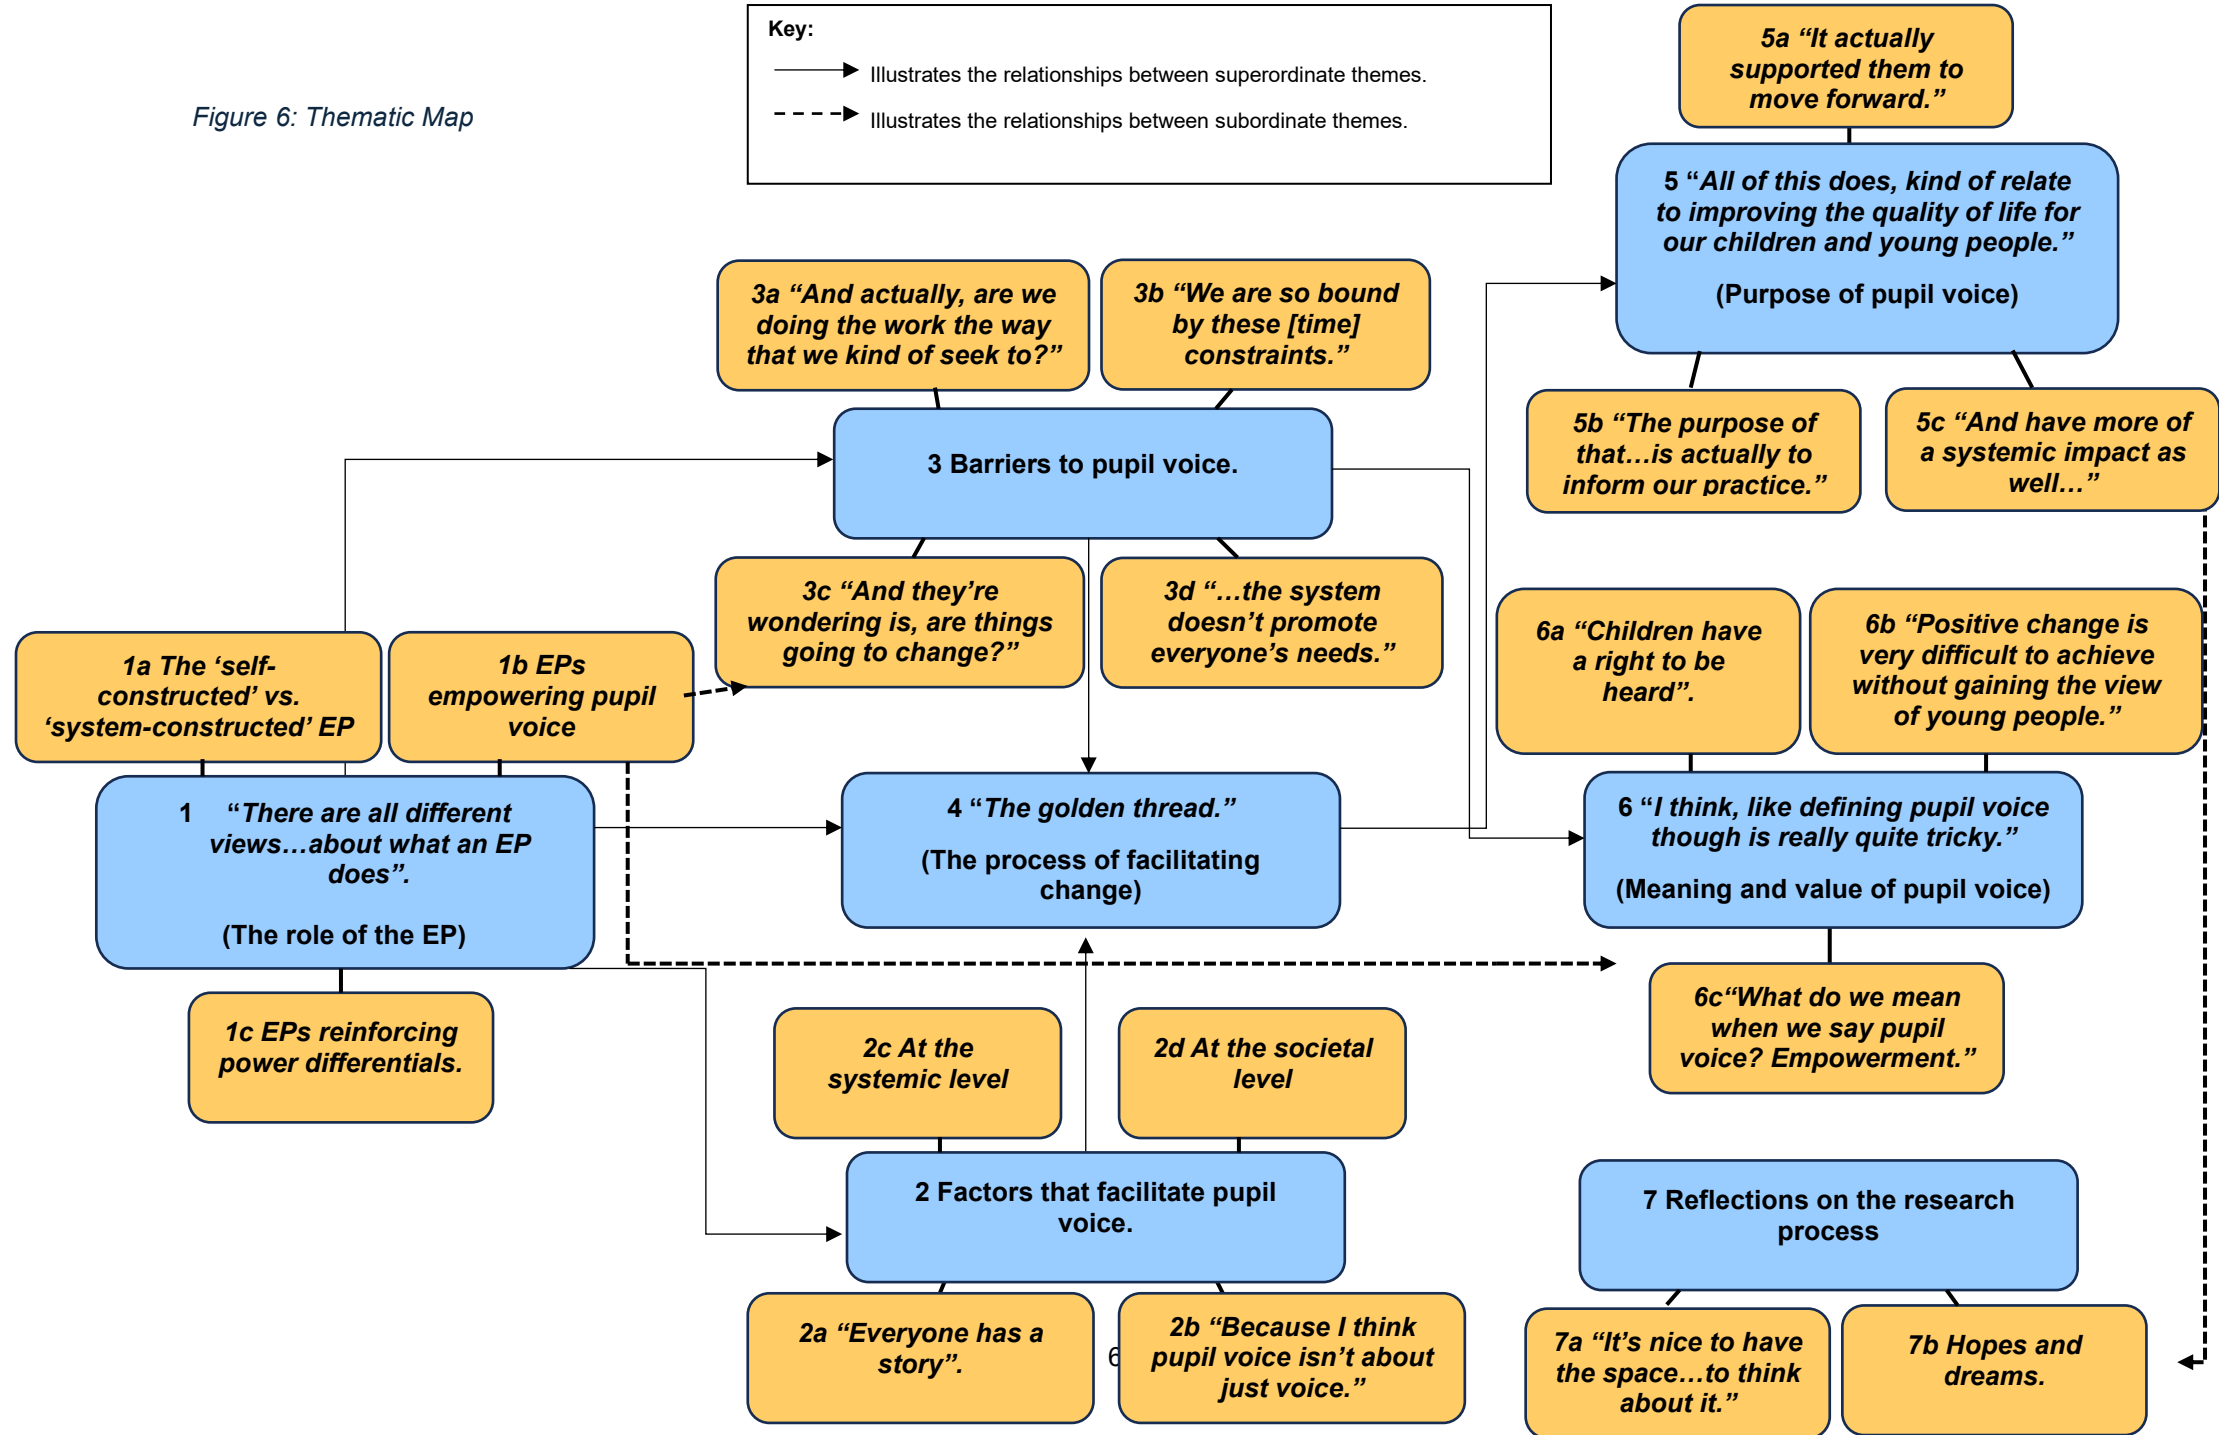 Figure 6: Thematic Map
Key:
Illustrates the relationships between superordinate themes.
Illustrates the relationships between subordinate themes.
5a “It actually
supported them to
move forward.”
5 “All of this does, kind of relate
to improving the quality of life for
our children and young people.”
(Purpose of pupil voice)
5b “The purpose of
that…is actually to
inform our practice.”
5c “And have more of
a systemic impact as
well…”
3a “And actually, are we
doing the work the way
that we kind of seek to?”
3b “We are so bound
by these [time]
constraints.”
3 Barriers to pupil voice.
3c “And they’re
wondering is, are things
going to change?”
3d “…the system
doesn’t promote
everyone’s needs.”
1a The ‘self-
constructed’ vs.
‘system-constructed’ EP
1b EPs
empowering pupil
voice
1 “There are all different
views…about what an EP
does”.
(The role of the EP)
1c EPs reinforcing
power differentials.
4 “The golden thread.”
(The process of facilitating
change)
6a “Children have
a right to be
heard”.
6b “Positive change is
very difficult to achieve
without gaining the view
of young people.”
6 “I think, like defining pupil voice
though is really quite tricky.”
(Meaning and value of pupil voice)
6c“What do we mean
when we say pupil
voice? Empowerment.”
2c At the
systemic level
2d At the societal
level
2 Factors that facilitate pupil
voice.
2a “Everyone has a
story”.
6
2b “Because I think
pupil voice isn’t about
just voice.”
7 Reflections on the research
process
7a “It’s nice to have
the space…to think
about it.”
7b Hopes and
dreams.